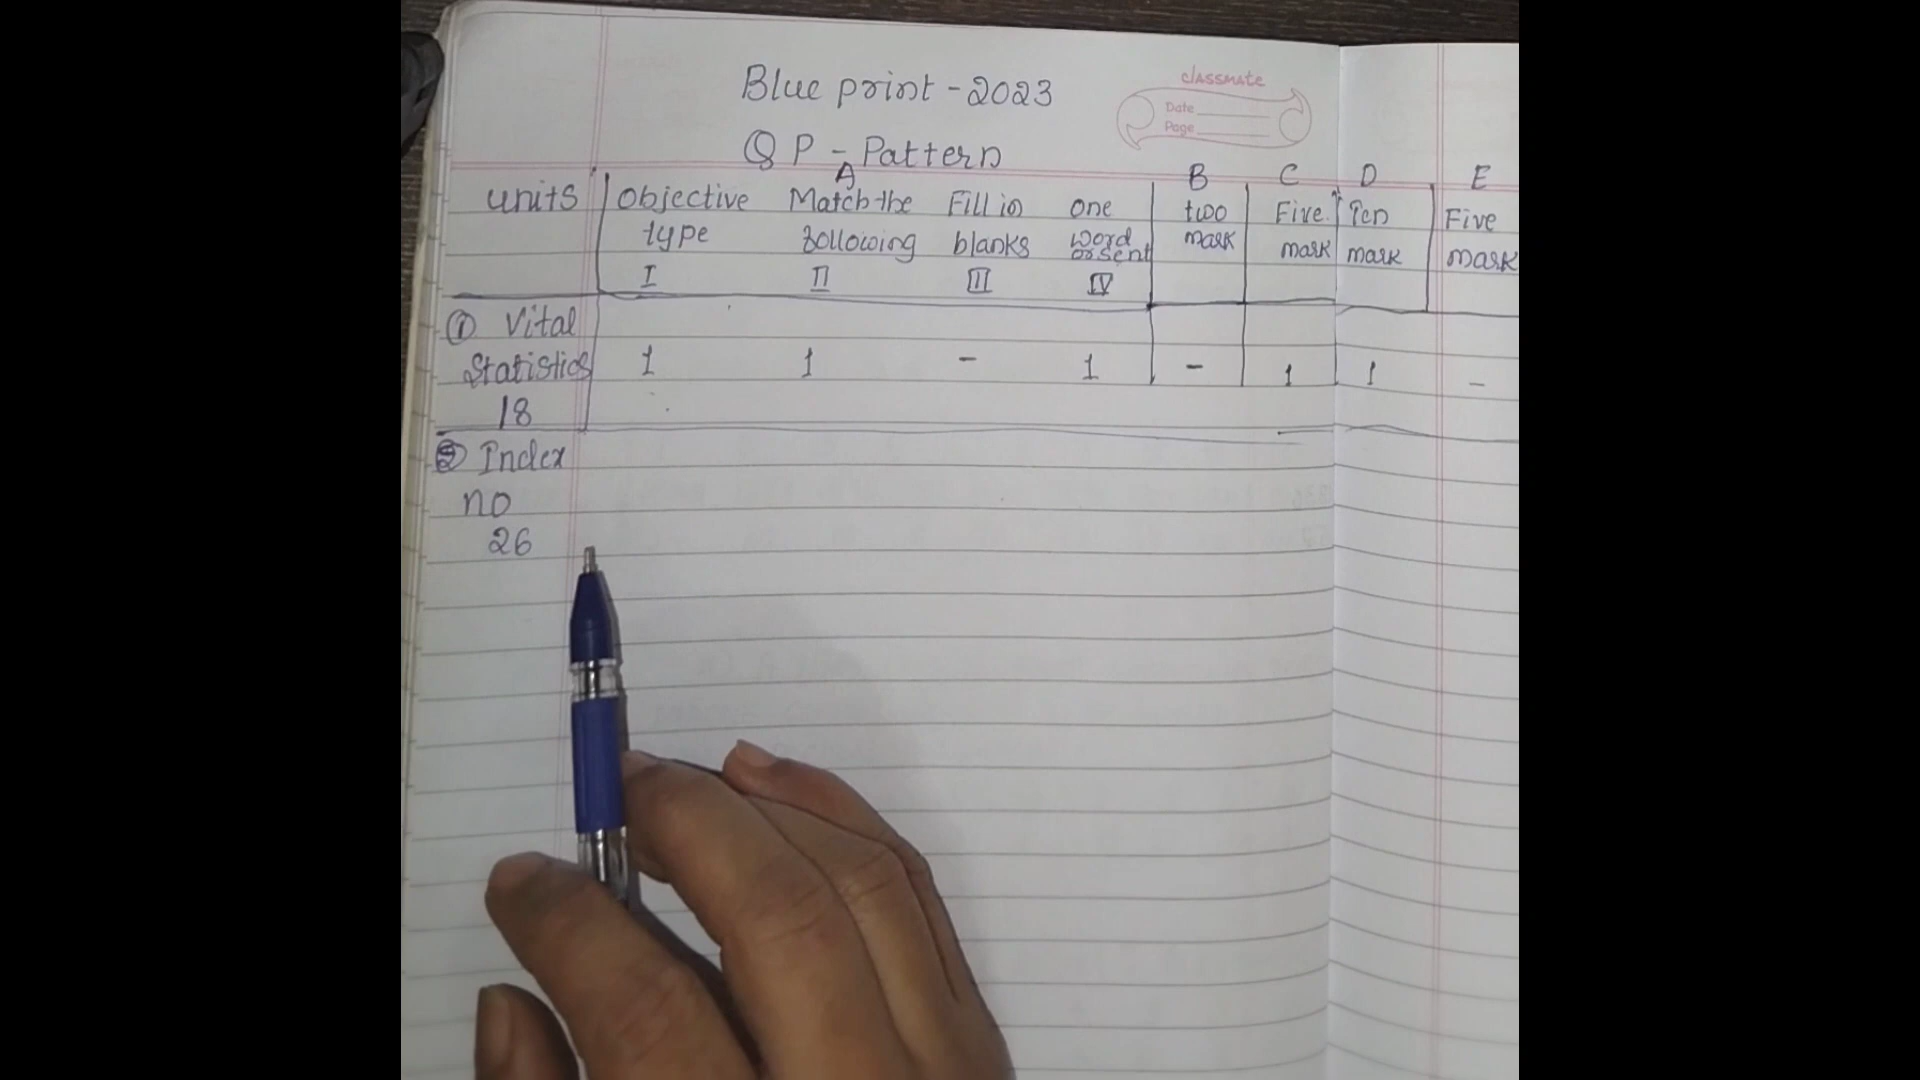 Blue print - 2023
classmate
Date
Page
Q P - Pattern
A B C D E
units Objective Match the Fill in one two Five Ten Five
type following blanks word mark mark mark mark
or sent
I II III IV
① Vital
Statistics 1 1 - 1 - 1 1 -
18
② Index
no
26